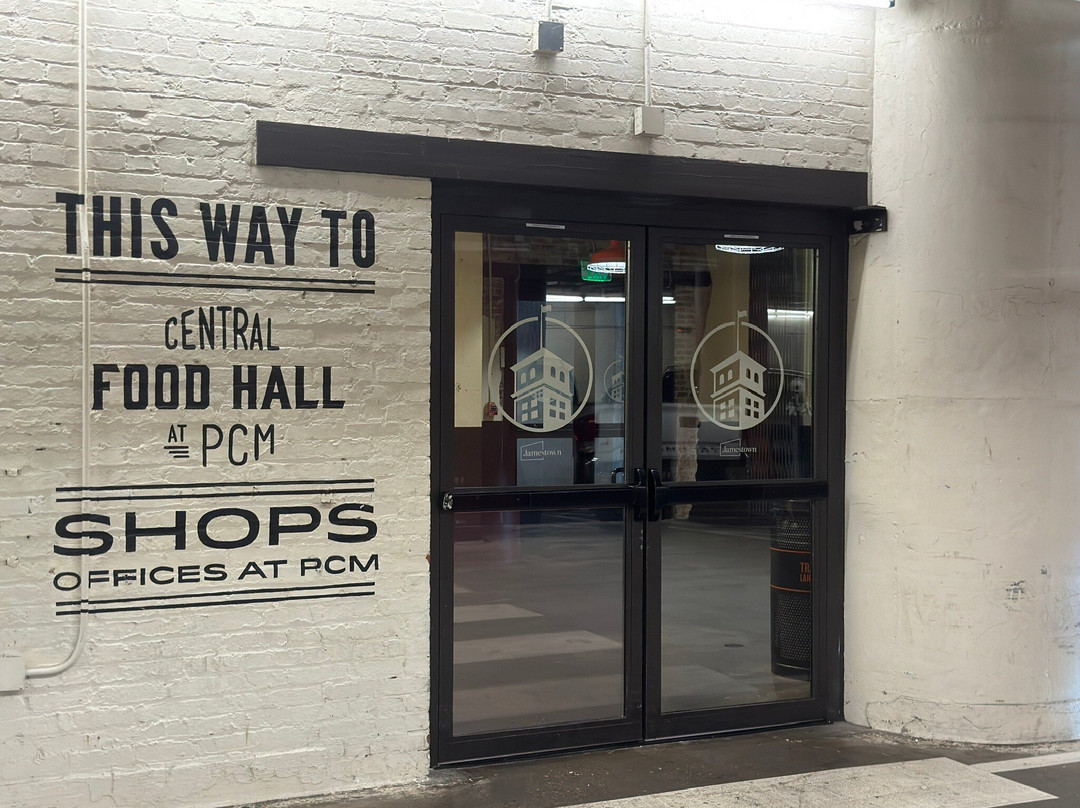 THIS WAY TO
CENTRAL
FOOD HALL
AT PCM
SHOPS
OFFICES AT PCM
Jamestown
Jamestown